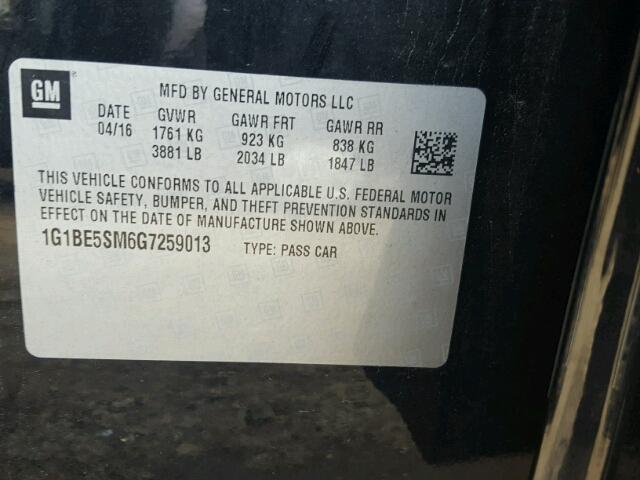 GM
MFD BY GENERAL MOTORS LLC
DATE GVWR GAWR FRT GAWR RR
04/16 1761 KG 923 KG 838 KG
3881 LB 2034 LB 1847 LB
THIS VEHICLE CONFORMS TO ALL APPLICABLE U.S. FEDERAL MOTOR
VEHICLE SAFETY, BUMPER, AND THEFT PREVENTION STANDARDS IN
EFFECT ON THE DATE OF MANUFACTURE SHOWN ABOVE.
1G1BE5SM6G7259013 TYPE: PASS CAR